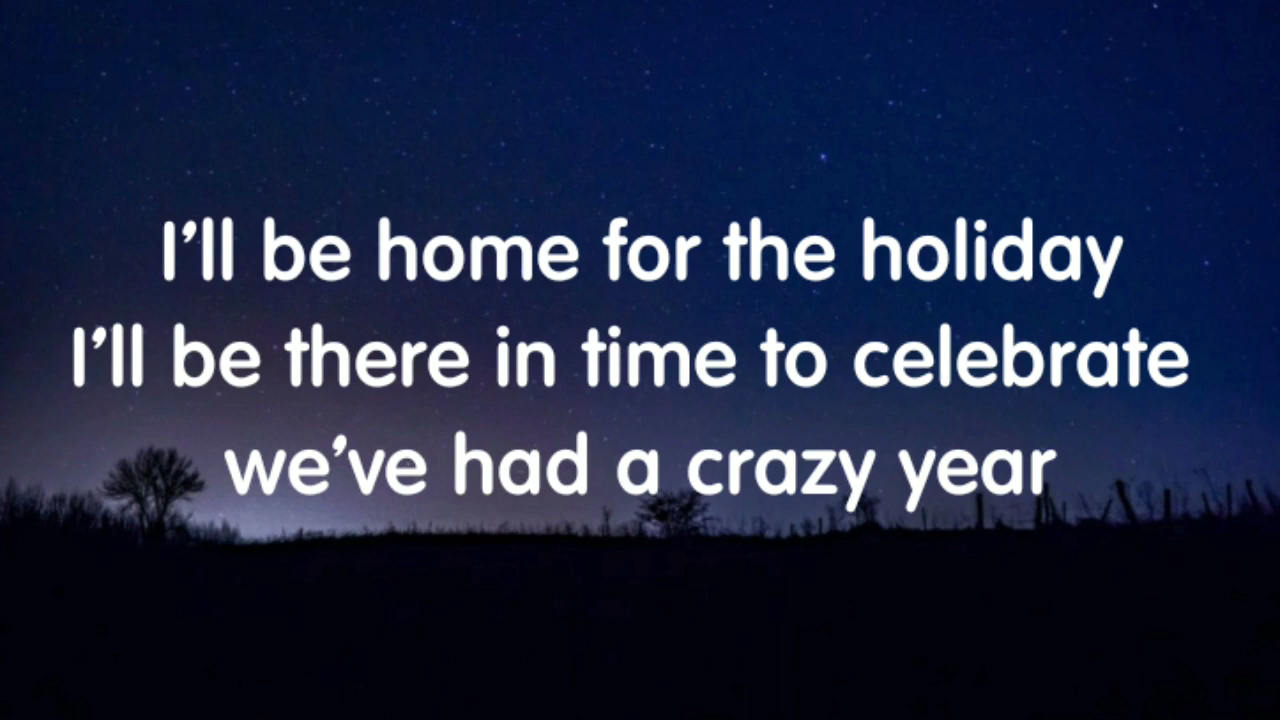 I'll be home for the holiday
I'll be there in time to celebrate
we've had a crazy year